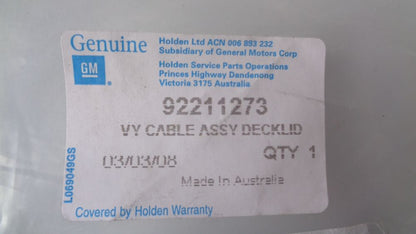 Genuine
GM
Holden Ltd ACN 006 893 232
Subsidiary of General Motors Corp
Holden Service Parts Operations
Princes Highway Dandenong
Victoria 3175 Australia
92211273
VY CABLE ASSY DECKLID
03/03/08 QTY 1
Made In Australia
L069049GS
Covered by Holden Warranty